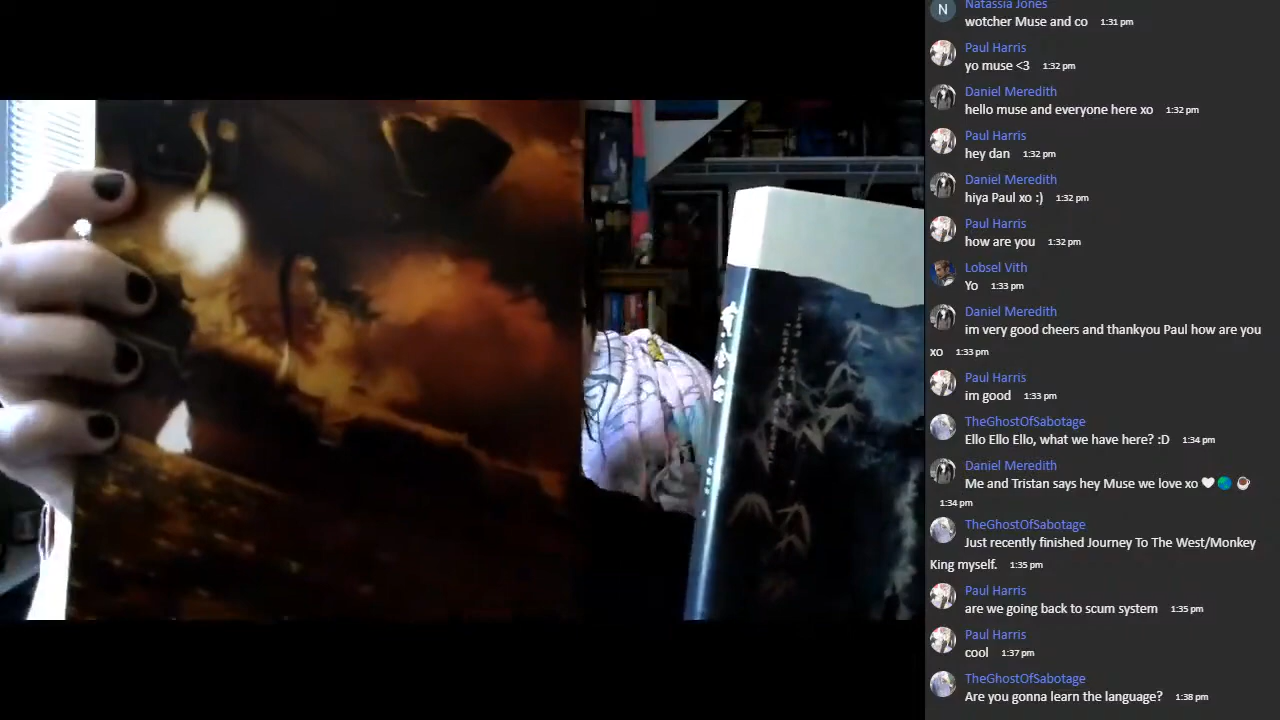 Natassia Jones
N
wotcher Muse and co 1:31 pm
Paul Harris
yo muse <3 1:32 pm
Daniel Meredith
hello muse and everyone here xo 1:32 pm
Paul Harris
hey dan 1:32 pm
Daniel Meredith
hiya Paul xo :) 1:32 pm
Paul Harris
how are you 1:32 pm
Lobsel Vith
Yo 1:33 pm
Daniel Meredith
im very good cheers and thankyou Paul how are you
xo 1:33 pm
Paul Harris
im good 1:33 pm
TheGhostOfSabotage
Ello Ello Ello, what we have here? :D 1:34 pm
Daniel Meredith
Me and Tristan says hey Muse we love xo 🤍 🌎 ☕
1:34 pm
TheGhostOfSabotage
Just recently finished Journey To The West/Monkey
King myself. 1:35 pm
Paul Harris
are we going back to scum system 1:35 pm
Paul Harris
cool 1:37 pm
TheGhostOfSabotage
Are you gonna learn the language? 1:38 pm